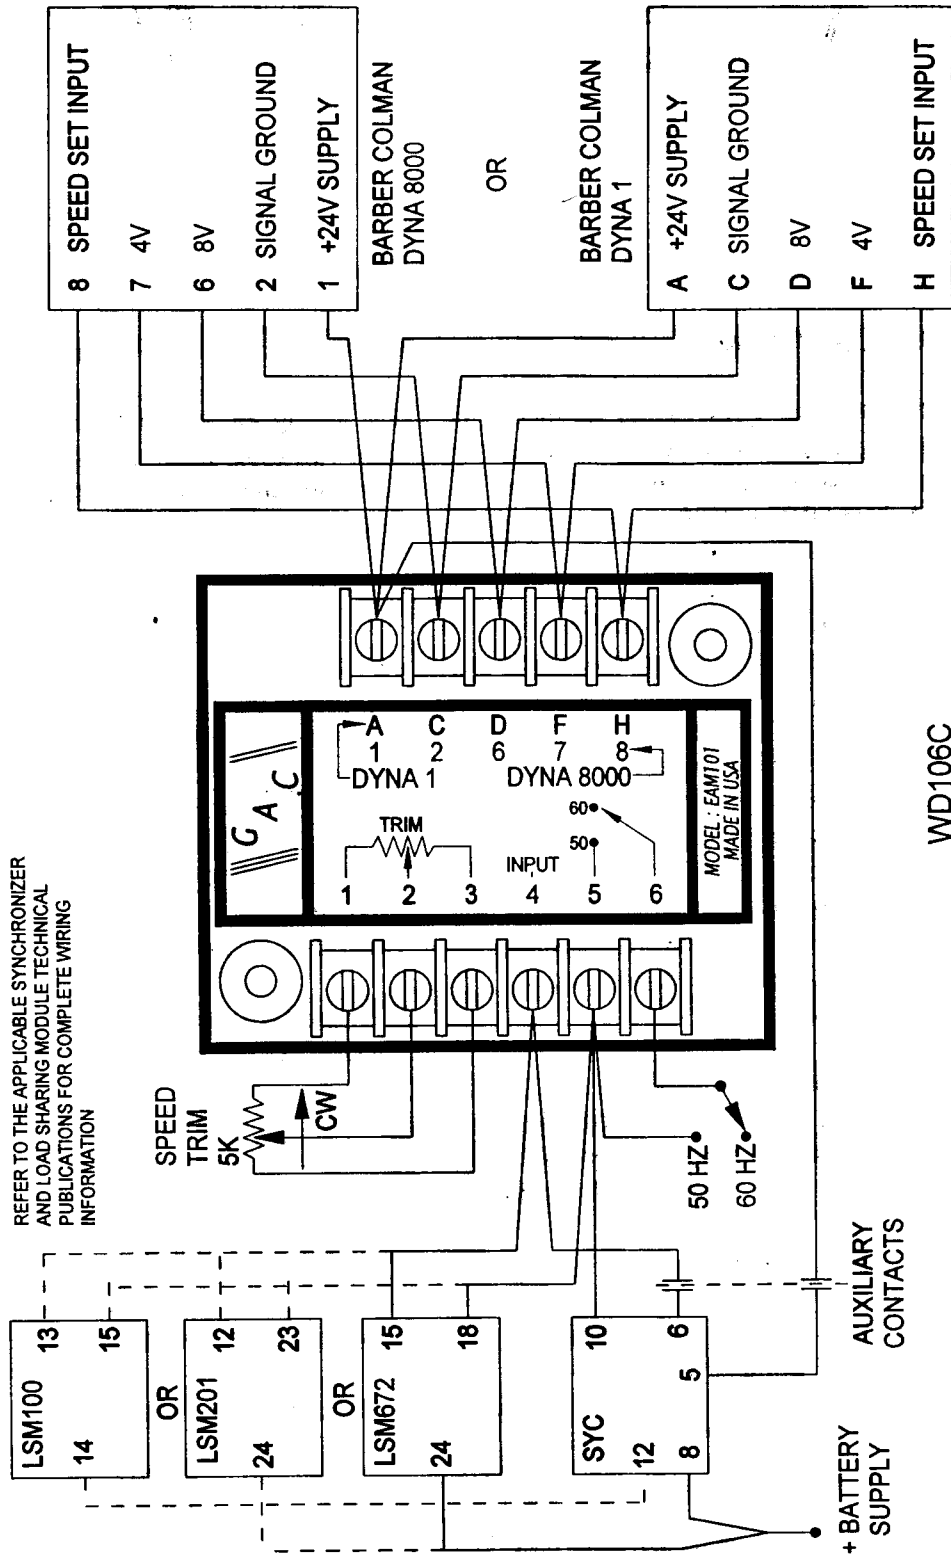 REFER TO THE APPLICABLE SYNCHRONIZER
AND LOAD SHARING MODULE TECHNICAL
PUBLICATIONS FOR COMPLETE WIRING
INFORMATION
LSM100
13
15
14
OR
LSM201
12
23
24
OR
LSM672
15
18
24
SYC
10
6
12
5
8
+ BATTERY
SUPPLY
AUXILIARY
CONTACTS
SPEED
TRIM
5K
CW
50 HZ
60 HZ
G A C
TRIM
1
2
3
INPUT
4
5
6
50
60
DYNA 1
DYNA 8000
A C D F H
1 2 6 7 8
MODEL : EAM101
MADE IN USA
8 SPEED SET INPUT
7 4V
6 8V
2 SIGNAL GROUND
1 +24V SUPPLY
BARBER COLMAN
DYNA 8000
OR
BARBER COLMAN
DYNA 1
A +24V SUPPLY
C SIGNAL GROUND
D 8V
F 4V
H SPEED SET INPUT
WD106C